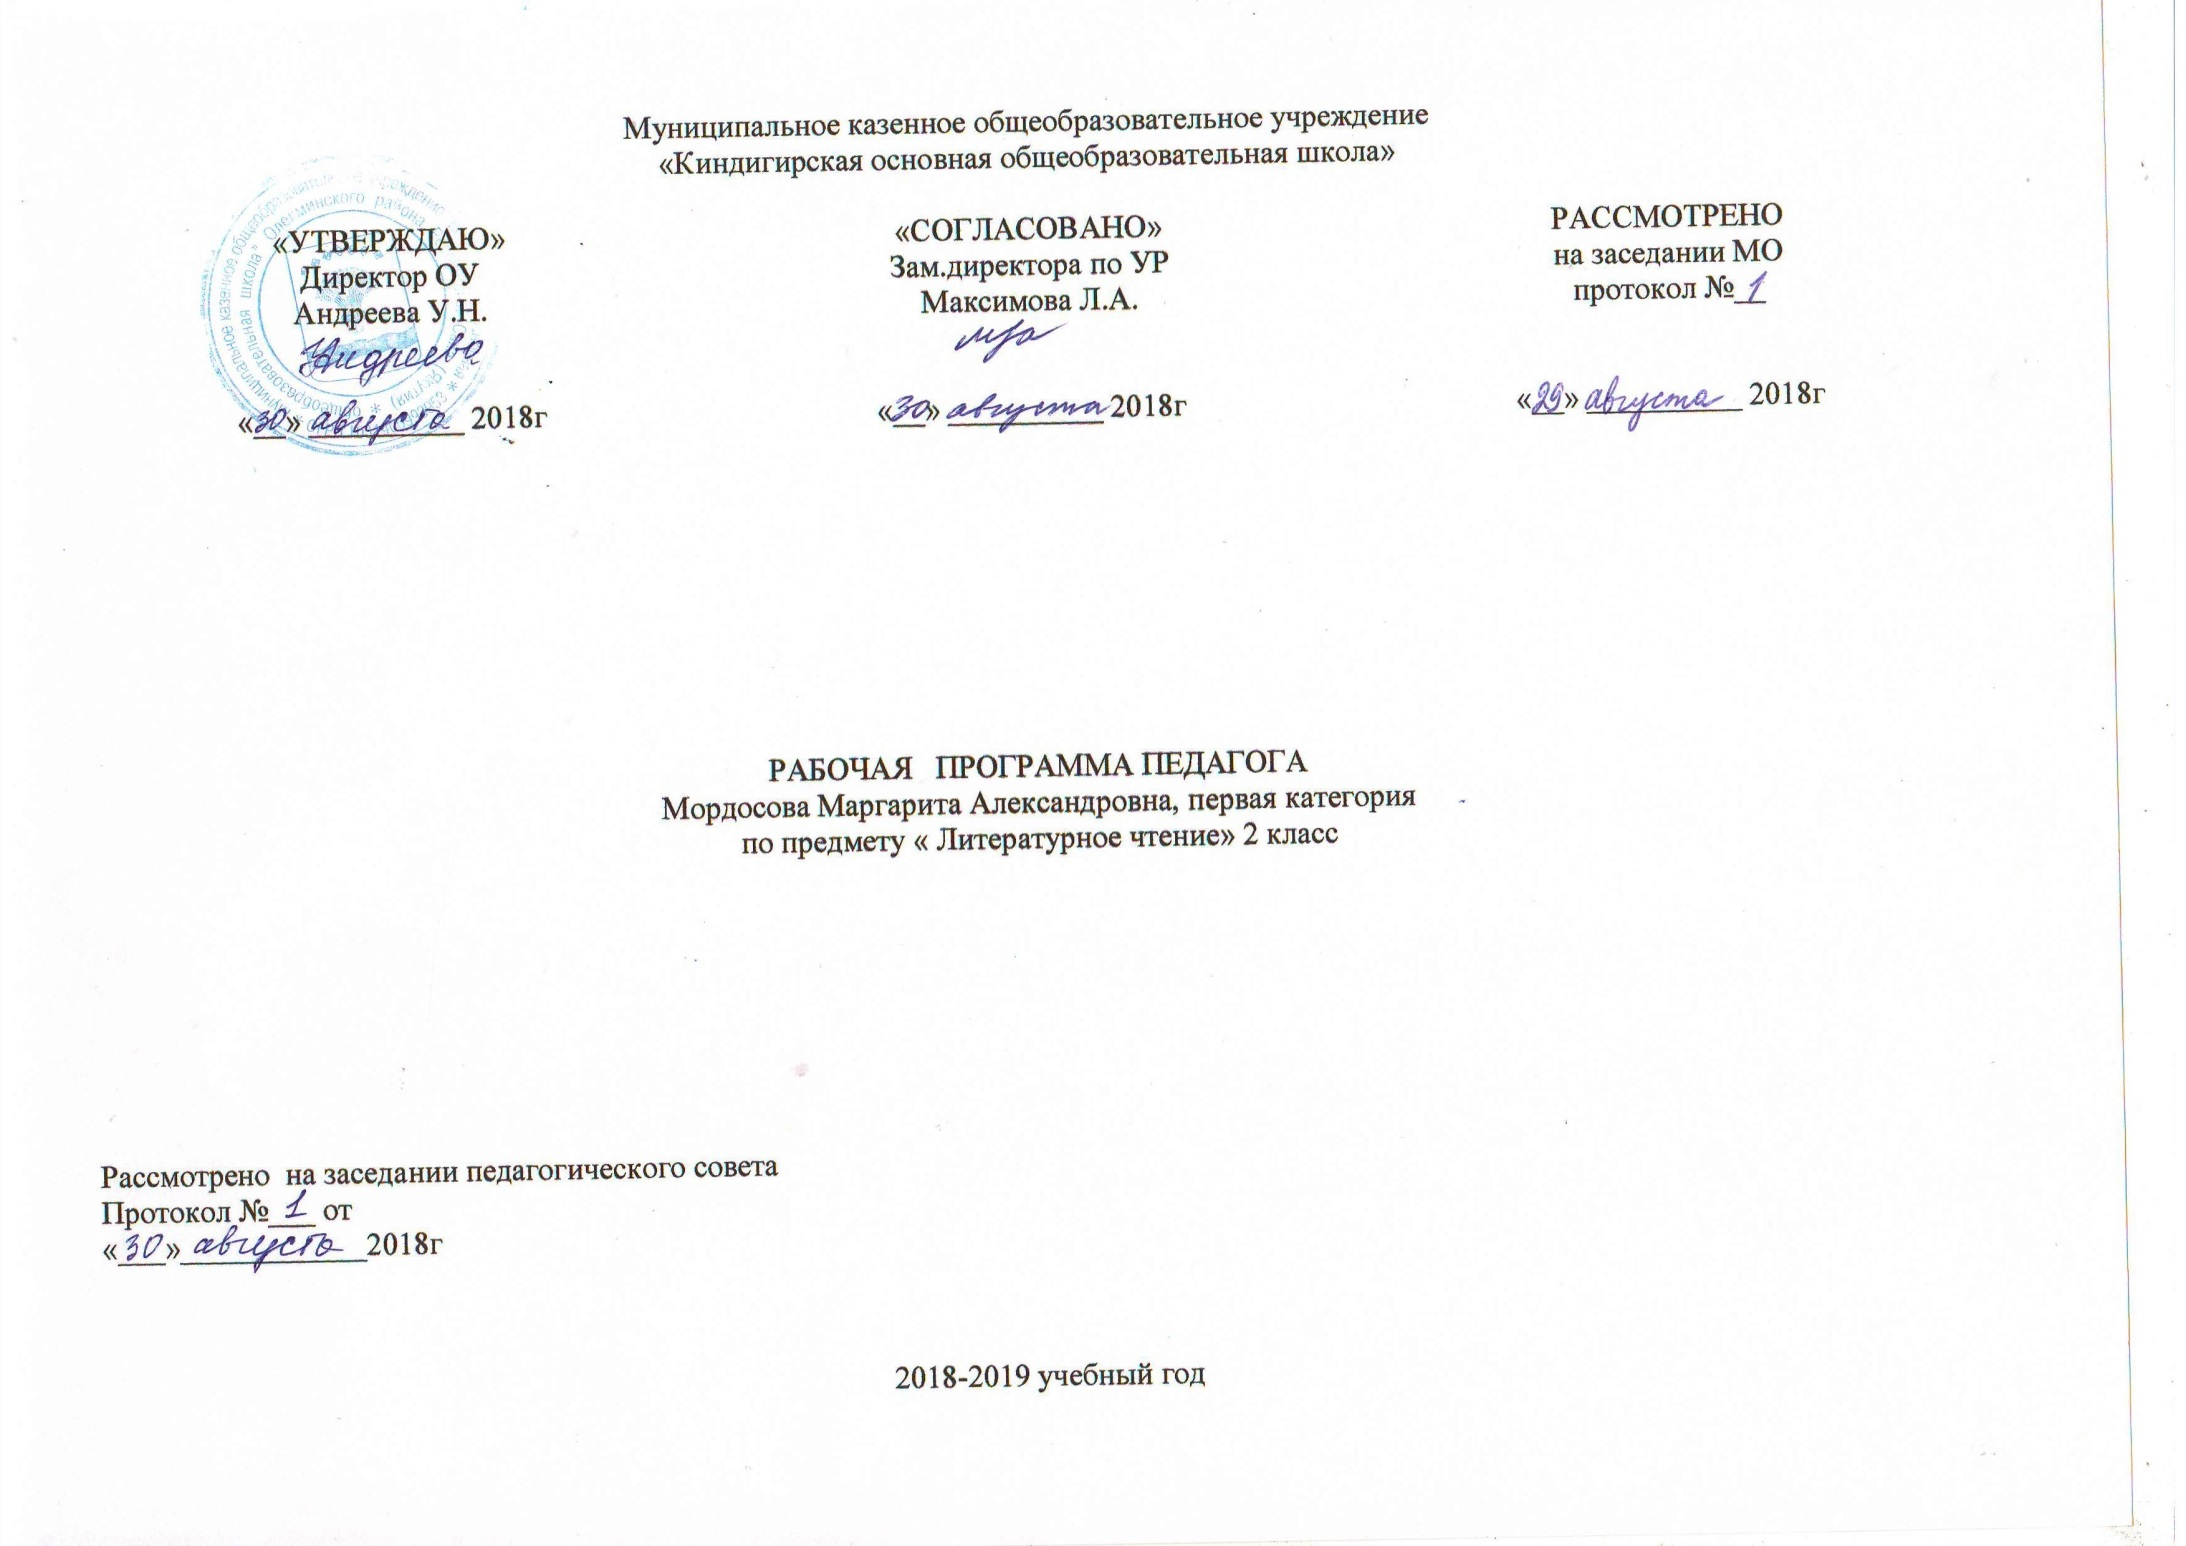 Муниципальное казенное общеобразовательное учреждение
«Киндигирская основная общеобразовательная школа»
«УТВЕРЖДАЮ»
Директор ОУ
Андреева У.Н.
Андреева
«30» августа 2018г
«СОГЛАСОВАНО»
Зам.директора по УР
Максимова Л.А.
«30» августа 2018г
РАССМОТРЕНО
на заседании МО
протокол № 1
«29» августа 2018г
РАБОЧАЯ ПРОГРАММА ПЕДАГОГА
Мордосова Маргарита Александровна, первая категория
по предмету « Литературное чтение» 2 класс
Рассмотрено на заседании педагогического совета
Протокол № 1 от
«30» августа 2018г
2018-2019 учебный год